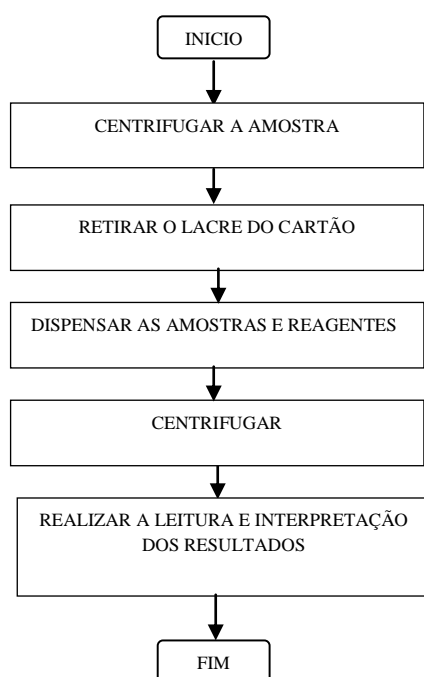 INICIO
CENTRIFUGAR A AMOSTRA
RETIRAR O LACRE DO CARTÃO
DISPENSAR AS AMOSTRAS E REAGENTES
CENTRIFUGAR
REALIZAR A LEITURA E INTERPRETAÇÃO
DOS RESULTADOS
FIM